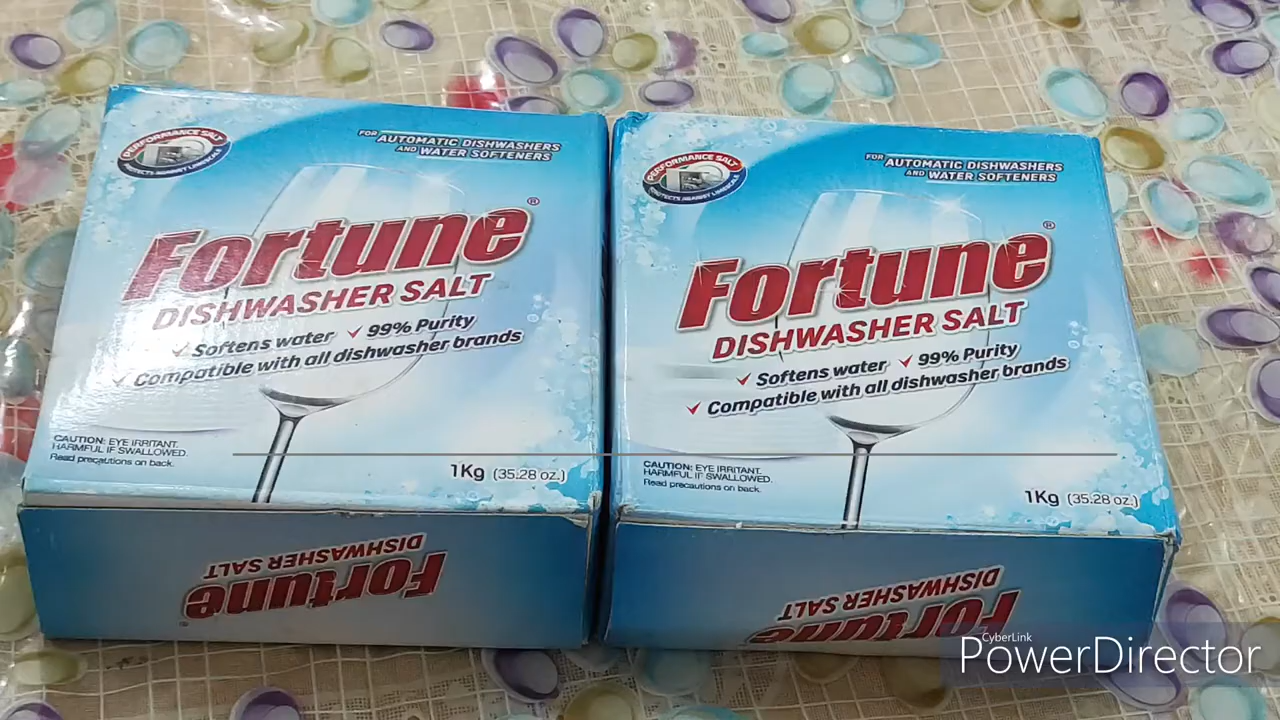 PERFORMANCE SALT
PROTECTS AGAINST LIMESCALE
FOR AUTOMATIC DISHWASHERS
AND WATER SOFTENERS
Fortune®
DISHWASHER SALT
✓ Softens water ✓ 99% Purity
✓ Compatible with all dishwasher brands
CAUTION: EYE IRRITANT.
HARMFUL IF SWALLOWED.
Read precautions on back.
1Kg (35.28 oz.)
Fortune®
DISHWASHER SALT
PERFORMANCE SALT
PROTECTS AGAINST LIMESCALE
FOR AUTOMATIC DISHWASHERS
AND WATER SOFTENERS
Fortune®
DISHWASHER SALT
✓ Softens water ✓ 99% Purity
✓ Compatible with all dishwasher brands
CAUTION: EYE IRRITANT.
HARMFUL IF SWALLOWED.
Read precautions on back.
1Kg (35.28 oz.)
Fortune
DISHWASHER SALT
CyberLink
PowerDirector